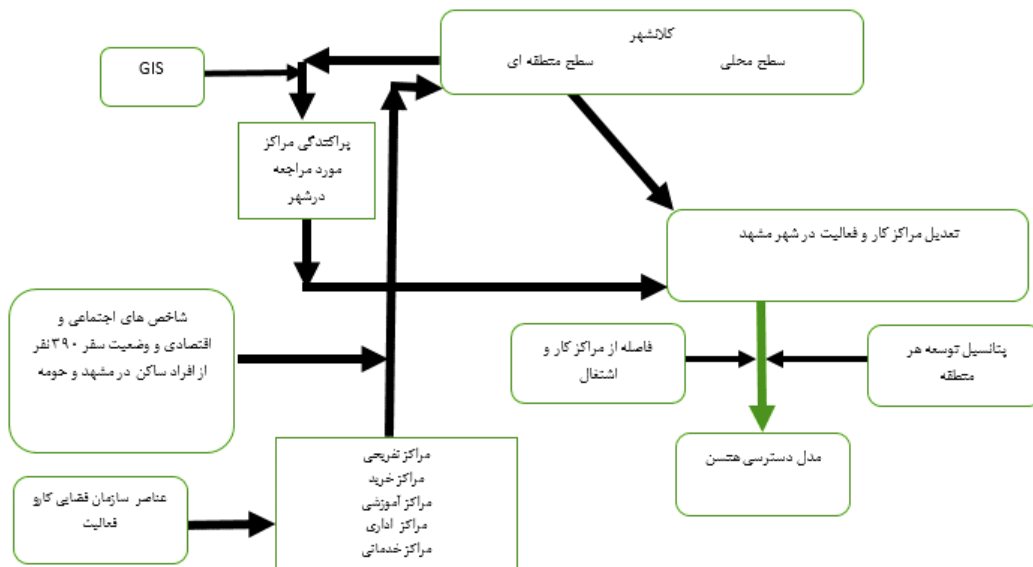 کلانشهر
سطح محلی سطح منطقه ای
GIS
پراکندگی مراکز
مورد مراجعه
درشهر
تعدیل مراکز کار و فعالیت در شهر مشهد
شاخص های اجتماعی و
اقتصادی و وضعیت سفر ۳۹۰نفر
از افراد ساکن در مشهد و حومه
فاصله از مراکز کار و
اشتغال
پتانسیل توسعه هر
منطقه
مدل دسترسی هنسن
مراکز تفریحی
مراکز خرید
مراکز آموزشی
مراکز اداری
مراکز خدماتی
عناصر سازمان فضایی کارو
فعالیت